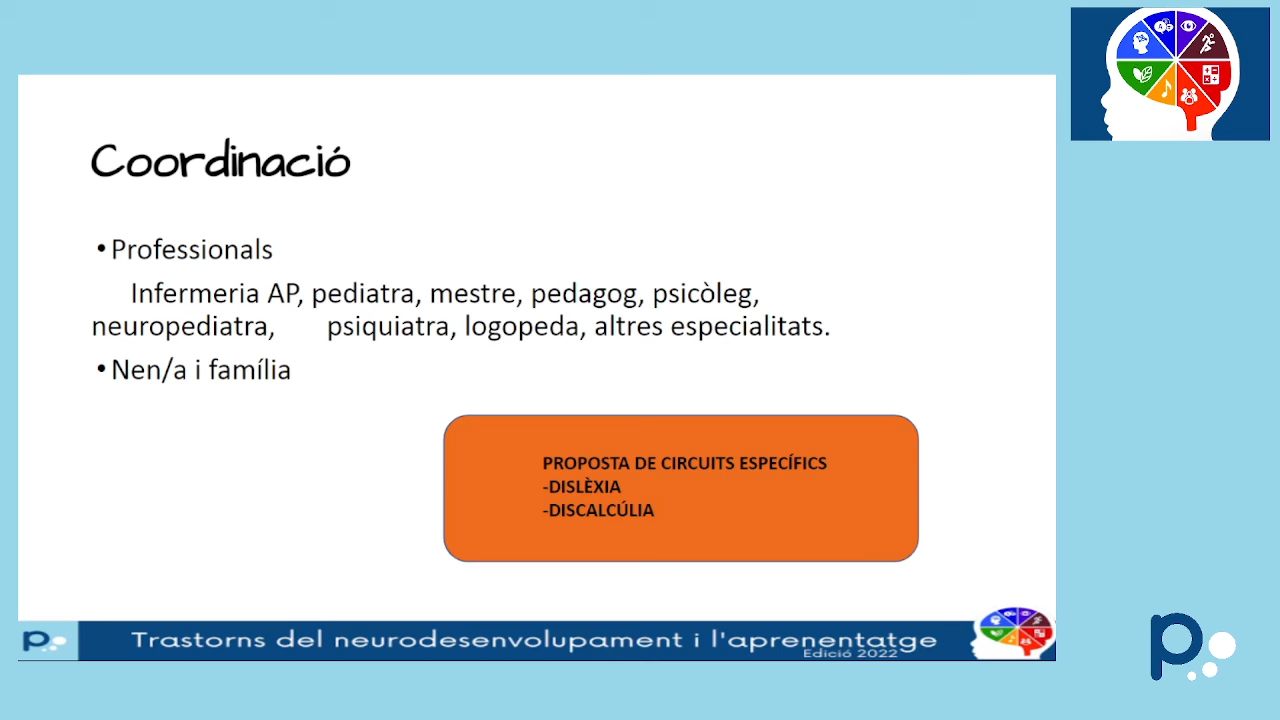 Coordinació
•Professionals
Infermeria AP, pediatra, mestre, pedagog, psicòleg,
neuropediatra, psiquiatra, logopeda, altres especialitats.
•Nen/a i família
PROPOSTA DE CIRCUITS ESPECÍFICS
-DISLÈXIA
-DISCALCÚLIA
p
Trastorns del neurodesenvolupament i l'aprenentatge
Edició 2022
p